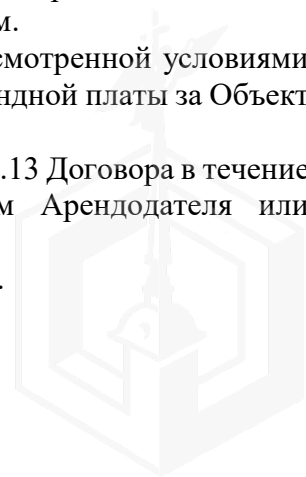 м.
смотренной условиями
ндной платы за Объект
.13 Договора в течение
м Арендодателя или
.